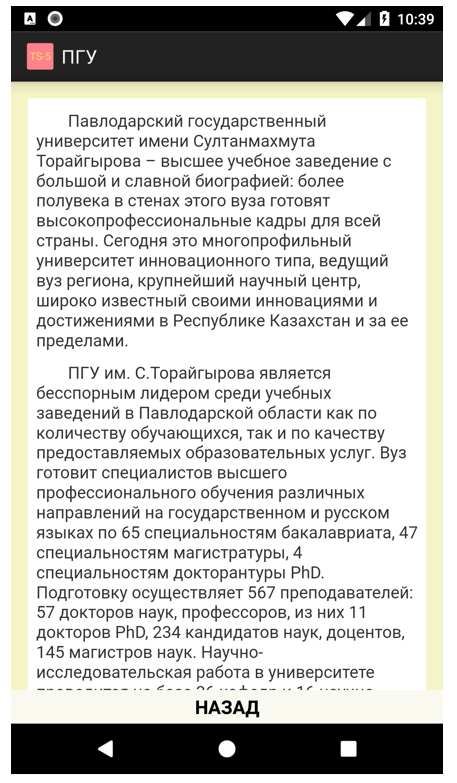 10:39
TS-5 ПГУ
Павлодарский государственный
университет имени Султанмахмута
Торайгырова – высшее учебное заведение с
большой и славной биографией: более
полувека в стенах этого вуза готовят
высокопрофессиональные кадры для всей
страны. Сегодня это многопрофильный
университет инновационного типа, ведущий
вуз региона, крупнейший научный центр,
широко известный своими инновациями и
достижениями в Республике Казахстан и за ее
пределами.
ПГУ им. С.Торайгырова является
бесспорным лидером среди учебных
заведений в Павлодарской области как по
количеству обучающихся, так и по качеству
предоставляемых образовательных услуг. Вуз
готовит специалистов высшего
профессионального обучения различных
направлений на государственном и русском
языках по 65 специальностям бакалавриата, 47
специальностям магистратуры, 4
специальностям докторантуры PhD.
Подготовку осуществляет 567 преподавателей:
57 докторов наук, профессоров, из них 11
докторов PhD, 234 кандидатов наук, доцентов,
145 магистров наук. Научно-
исследовательская работа в университете
НАЗАД